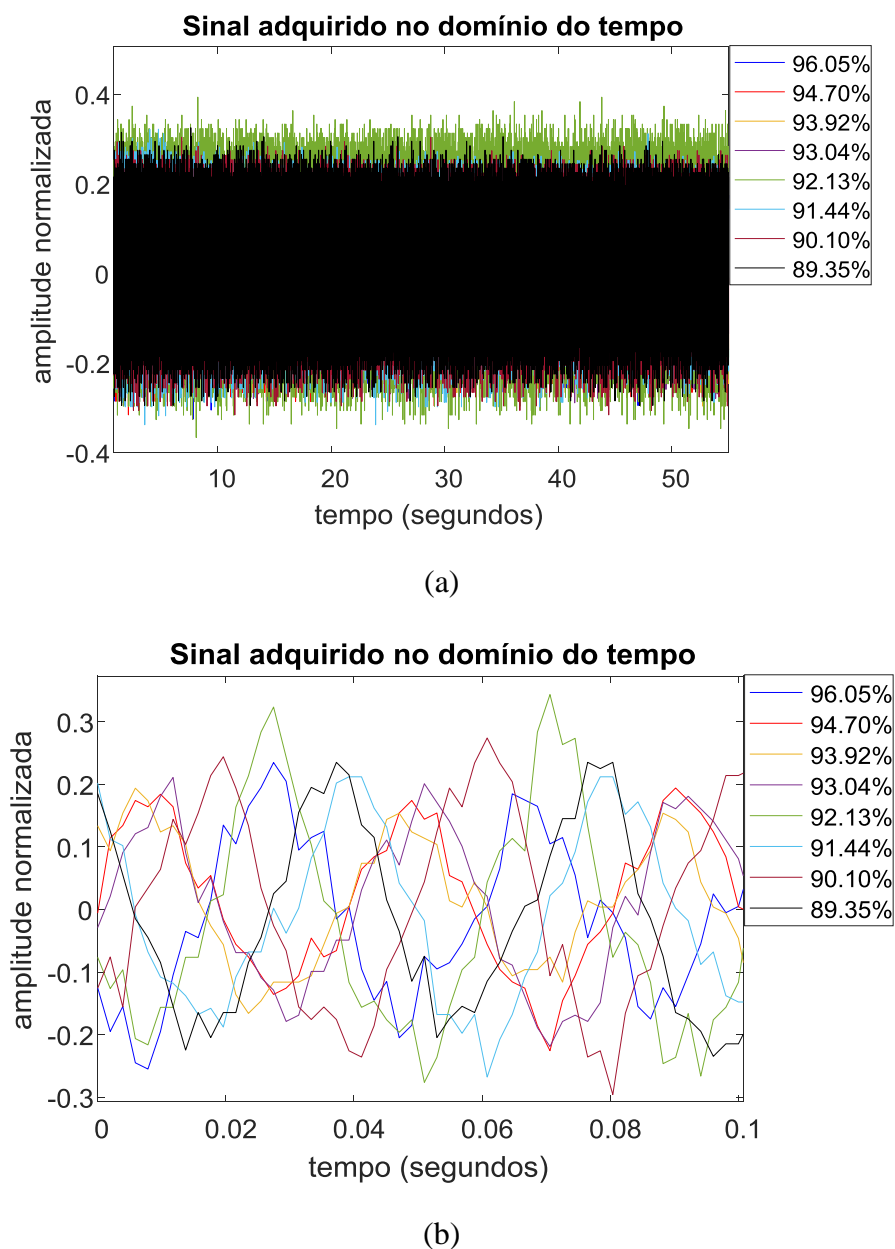 Sinal adquirido no domínio do tempo
96.05%
94.70%
93.92%
93.04%
92.13%
91.44%
90.10%
89.35%
amplitude normalizada
0.4
0.2
0
-0.2
-0.4
10 20 30 40 50
tempo (segundos)
(a)
Sinal adquirido no domínio do tempo
96.05%
94.70%
93.92%
93.04%
92.13%
91.44%
90.10%
89.35%
amplitude normalizada
0.3
0.2
0.1
0
-0.1
-0.2
-0.3
0 0.02 0.04 0.06 0.08 0.1
tempo (segundos)
(b)